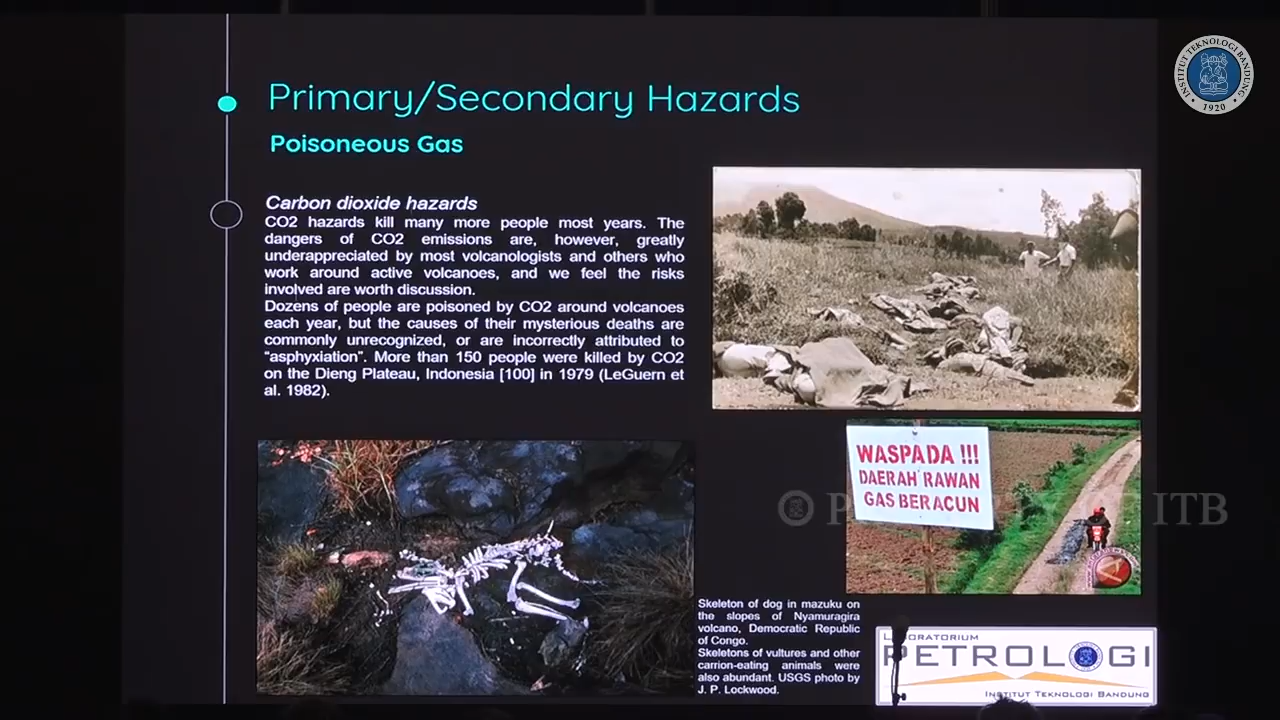 Primary/Secondary Hazards
Poisoneous Gas
Carbon dioxide hazards
CO2 hazards kill many more people most years. The
dangers of CO2 emissions are, however, greatly
underappreciated by most volcanologists and others who
work around active volcanoes, and we feel the risks
involved are worth discussion.
Dozens of people are poisoned by CO2 around volcanoes
each year, but the causes of their mysterious deaths are
commonly unrecognized, or are incorrectly attributed to
"asphyxiation". More than 150 people were killed by CO2
on the Dieng Plateau, Indonesia [100] in 1979 (LeGuern et
al. 1982).
WASPADA !!!
DAERAH RAWAN
GAS BERACUN
Skeleton of dog in mazuku on
the slopes of Nyamuragira
volcano, Democratic Republic
of Congo.
Skeletons of vultures and other
carrion-eating animals were
also abundant. USGS photo by
J. P. Lockwood.
LABORATORIUM
PETROLOGI
INSTITUT TEKNOLOGI BANDUNG
INSTITUT TEKNOLOGI BANDUNG
1920
© PROPERTY OF ITB